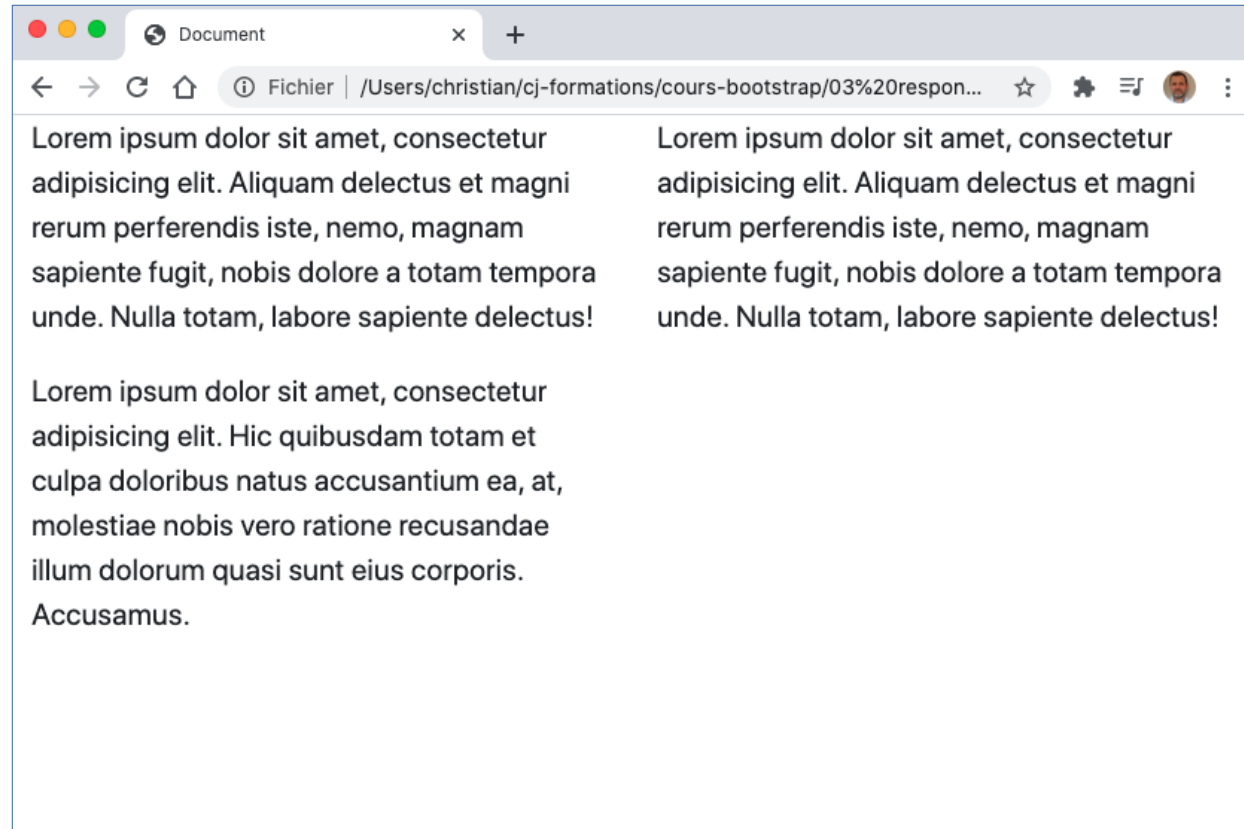 Document
Fichier | /Users/christian/cj-formations/cours-bootstrap/03%20respon...
Lorem ipsum dolor sit amet, consectetur
adipisicing elit. Aliquam delectus et magni
rerum perferendis iste, nemo, magnam
sapiente fugit, nobis dolore a totam tempora
unde. Nulla totam, labore sapiente delectus!
Lorem ipsum dolor sit amet, consectetur
adipisicing elit. Hic quibusdam totam et
culpa doloribus natus accusantium ea, at,
molestiae nobis vero ratione recusandae
illum dolorum quasi sunt eius corporis.
Accusamus.
Lorem ipsum dolor sit amet, consectetur
adipisicing elit. Aliquam delectus et magni
rerum perferendis iste, nemo, magnam
sapiente fugit, nobis dolore a totam tempora
unde. Nulla totam, labore sapiente delectus!